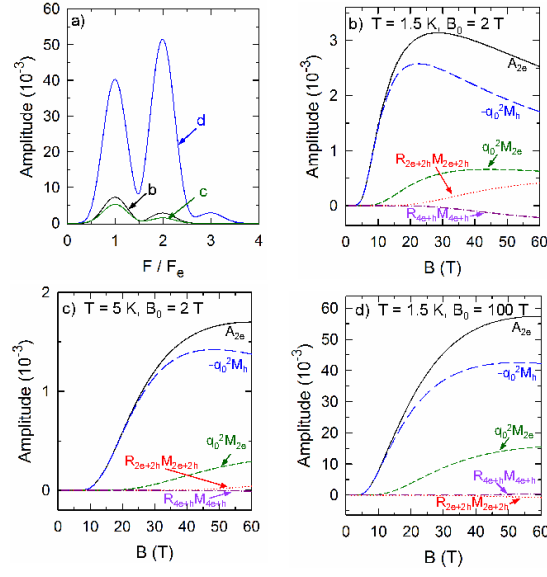 a)
Amplitude (10⁻³)
60
50
40
30
20
10
0
d
b
c
0 1 2 3 4
F / Fₑ
b) T = 1.5 K, B₀ = 2 T
Amplitude (10⁻³)
3
2
1
0
A₂ₑ
-q₀²Mₕ
q₀²M₂ₑ
R₂ₑ₊₂ₕM₂ₑ₊₂ₕ
R₄ₑ₊ₕM₄ₑ₊ₕ
0 10 20 30 40 50 60
B (T)
c) T = 5 K, B₀ = 2 T
Amplitude (10⁻³)
2
1
0
A₂ₑ
-q₀²Mₕ
q₀²M₂ₑ
R₂ₑ₊₂ₕM₂ₑ₊₂ₕ
R₄ₑ₊ₕM₄ₑ₊ₕ
0 10 20 30 40 50 60
B (T)
d) T = 1.5 K, B₀ = 100 T
Amplitude (10⁻³)
60
50
40
30
20
10
0
A₂ₑ
-q₀²Mₕ
q₀²M₂ₑ
R₄ₑ₊ₕM₄ₑ₊ₕ
R₂ₑ₊₂ₕM₂ₑ₊₂ₕ
0 10 20 30 40 50 60
B (T)